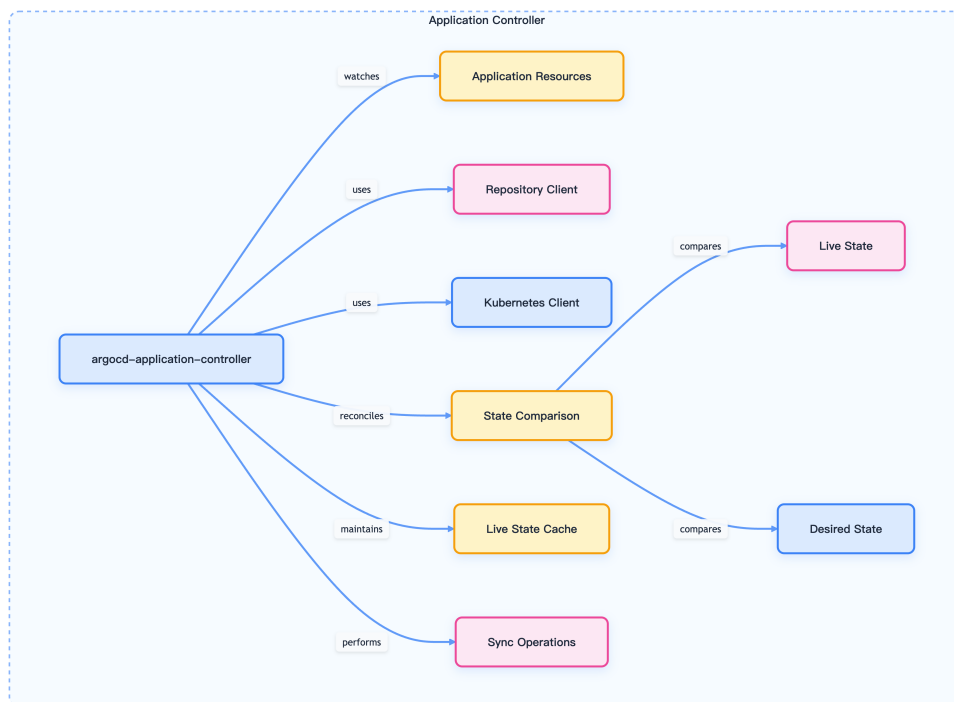 Application Controller
watches
Application Resources
uses
Repository Client
compares
Live State
uses
Kubernetes Client
argocd-application-controller
reconciles
State Comparison
maintains
Live State Cache
compares
Desired State
performs
Sync Operations